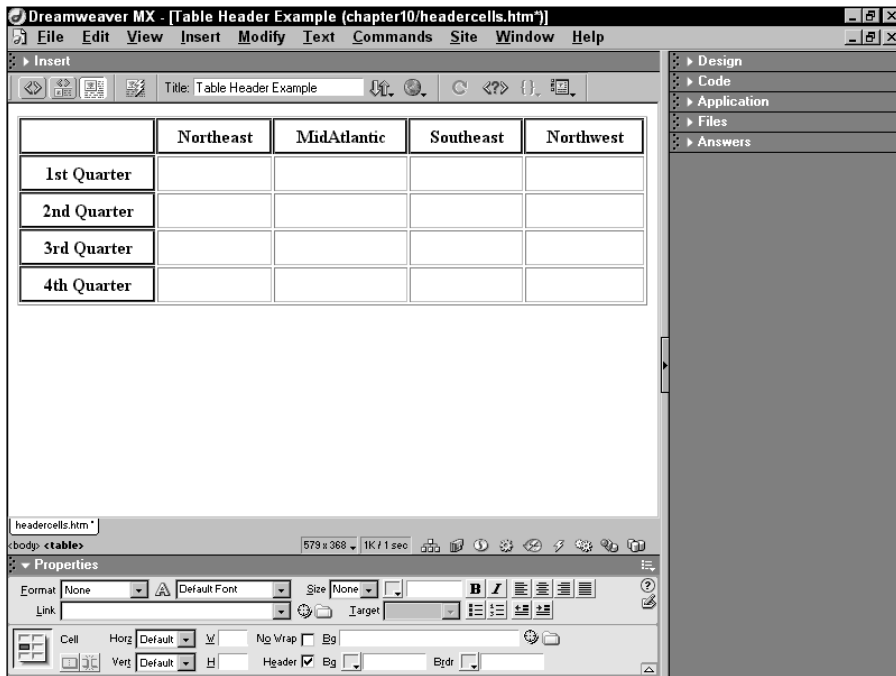 Dreamweaver MX - [Table Header Example (chapter10/headercells.htm*)]
File Edit View Insert Modify Text Commands Site Window Help
Insert
Title: Table Header Example
Northeast MidAtlantic Southeast Northwest
1st Quarter
2nd Quarter
3rd Quarter
4th Quarter
Design
Code
Application
Files
Answers
headercells.htm*
<body> <table> 579 x 368 1K / 1 sec
Properties
Format None Default Font Size None B I
Link Target
Cell Horz Default W No Wrap Bg
Vert Default H Header Bg Brdr